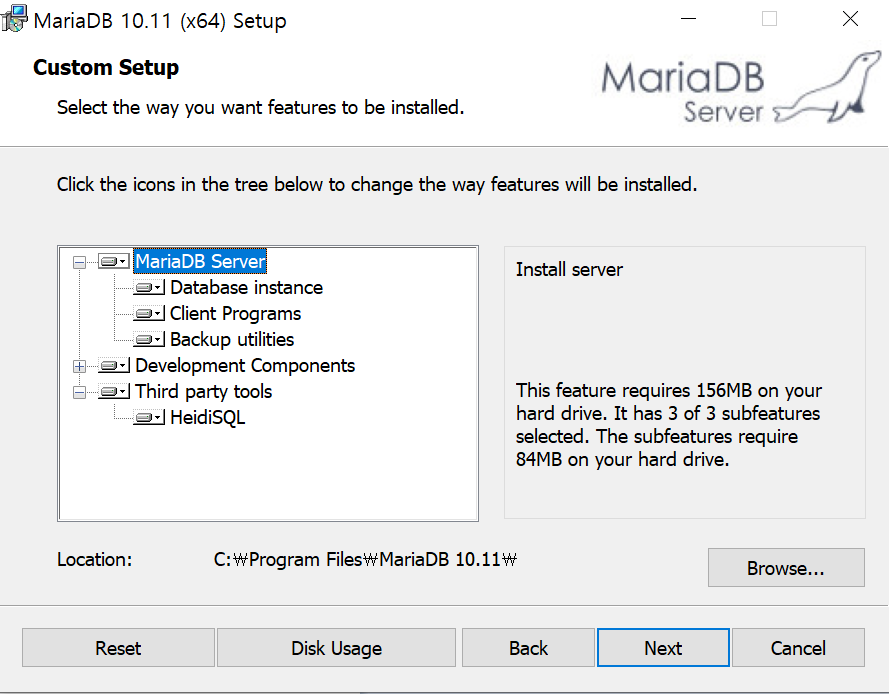 MariaDB 10.11 (x64) Setup
Custom Setup
Select the way you want features to be installed.
MariaDB
Server
Click the icons in the tree below to change the way features will be installed.
MariaDB Server
Database instance
Client Programs
Backup utilities
Development Components
Third party tools
HeidiSQL
Install server
This feature requires 156MB on your
hard drive. It has 3 of 3 subfeatures
selected. The subfeatures require
84MB on your hard drive.
Location: C:₩Program Files₩MariaDB 10.11₩
Browse...
Reset Disk Usage Back Next Cancel